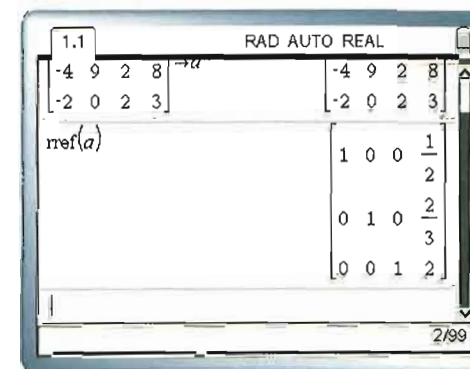 1.1 RAD AUTO REAL
-4 9 2 8 →a -4 9 2 8
-2 0 2 3 -2 0 2 3
rref(a)
1 0 0 1/2
0 1 0 2/3
0 0 1 2
2/99